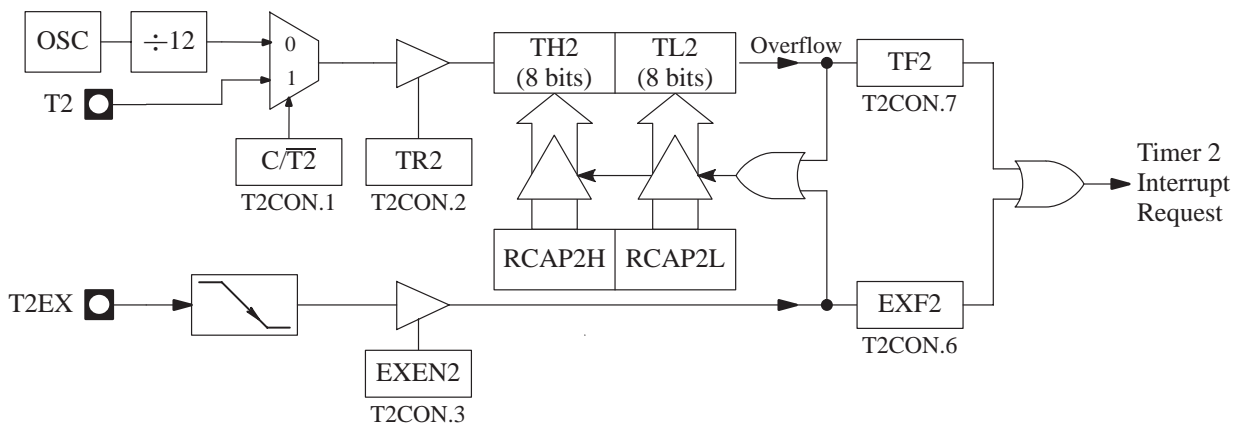 OSC
÷12
0
1
T2
C/T2̅
T2CON.1
TR2
T2CON.2
TH2
(8 bits)
TL2
(8 bits)
Overflow
TF2
T2CON.7
RCAP2H
RCAP2L
Timer 2
Interrupt
Request
T2EX
EXEN2
T2CON.3
EXF2
T2CON.6